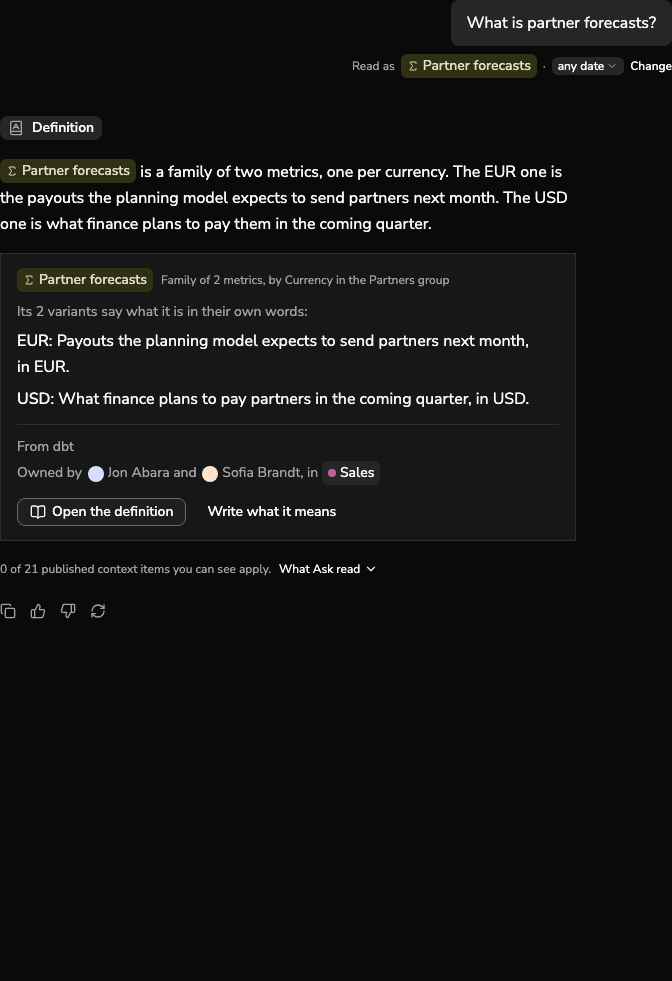 What is partner forecasts?
Read as Σ Partner forecasts · any date Change
Definition
Σ Partner forecasts is a family of two metrics, one per currency. The EUR one is
the payouts the planning model expects to send partners next month. The USD
one is what finance plans to pay them in the coming quarter.
Σ Partner forecasts Family of 2 metrics, by Currency in the Partners group
Its 2 variants say what it is in their own words:
EUR: Payouts the planning model expects to send partners next month,
in EUR.
USD: What finance plans to pay partners in the coming quarter, in USD.
From dbt
Owned by Jon Abara and Sofia Brandt, in Sales
Open the definition Write what it means
0 of 21 published context items you can see apply. What Ask read